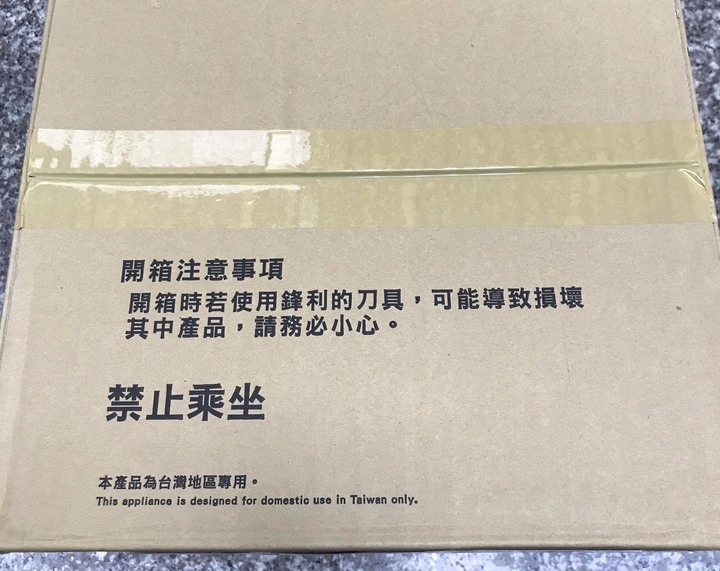 開箱注意事項
開箱時若使用鋒利的刀具，可能導致損壞
其中產品，請務必小心。
禁止乘坐
本產品為台灣地區專用。
This appliance is designed for domestic use in Taiwan only.